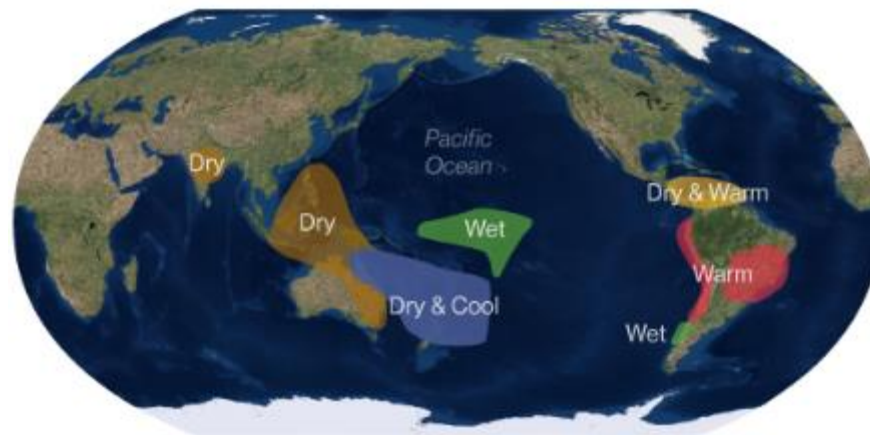 Pacific
Ocean
Dry
Dry
Wet
Dry & Cool
Dry & Warm
Warm
Wet